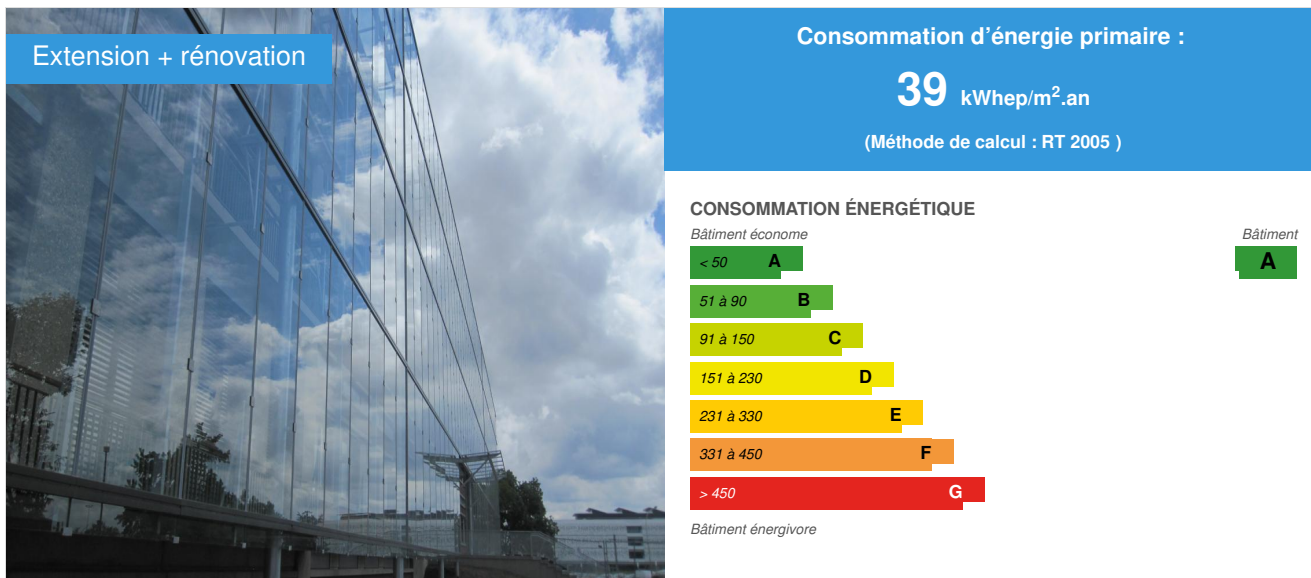 Extension + rénovation
Consommation d'énergie primaire :
39 kWhep/m².an
(Méthode de calcul : RT 2005 )
CONSOMMATION ÉNERGÉTIQUE
Bâtiment économe
Bâtiment
< 50 A
A
51 à 90 B
91 à 150 C
151 à 230 D
231 à 330 E
331 à 450 F
> 450 G
Bâtiment énergivore